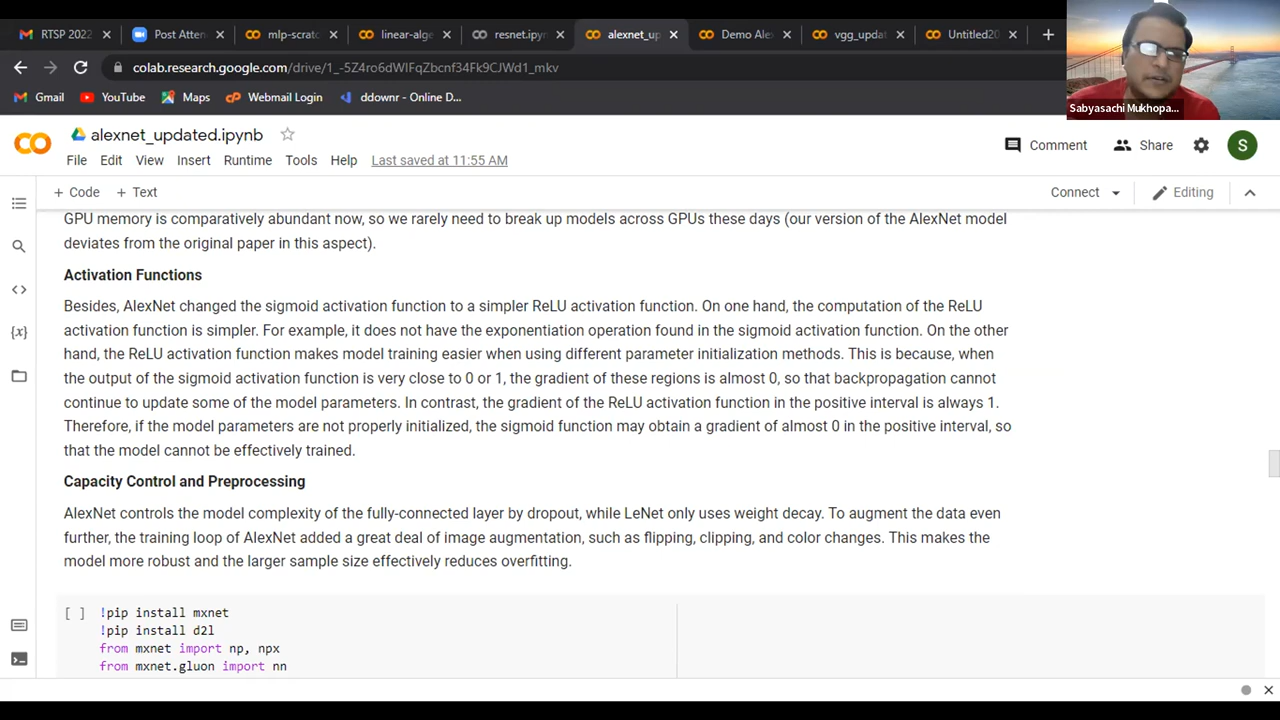 RTSP 2022
Post Atten
mlp-scratc
linear-alge
resnet.ipyn
alexnet_up
Demo Ale
vgg_updat
Untitled20
colab.research.google.com/drive/1_-5Z4ro6dWIFqZbcnf34Fk9CJWd1_mkv
Gmail
YouTube
Maps
Webmail Login
ddownr - Online D...
Sabyasachi Mukhopa...
alexnet_updated.ipynb
File Edit View Insert Runtime Tools Help Last saved at 11:55 AM
Comment
Share
S
+ Code + Text
Connect
Editing
GPU memory is comparatively abundant now, so we rarely need to break up models across GPUs these days (our version of the AlexNet model
deviates from the original paper in this aspect).
Activation Functions
Besides, AlexNet changed the sigmoid activation function to a simpler ReLU activation function. On one hand, the computation of the ReLU
activation function is simpler. For example, it does not have the exponentiation operation found in the sigmoid activation function. On the other
hand, the ReLU activation function makes model training easier when using different parameter initialization methods. This is because, when
the output of the sigmoid activation function is very close to 0 or 1, the gradient of these regions is almost 0, so that backpropagation cannot
continue to update some of the model parameters. In contrast, the gradient of the ReLU activation function in the positive interval is always 1.
Therefore, if the model parameters are not properly initialized, the sigmoid function may obtain a gradient of almost 0 in the positive interval, so
that the model cannot be effectively trained.
Capacity Control and Preprocessing
AlexNet controls the model complexity of the fully-connected layer by dropout, while LeNet only uses weight decay. To augment the data even
further, the training loop of AlexNet added a great deal of image augmentation, such as flipping, clipping, and color changes. This makes the
model more robust and the larger sample size effectively reduces overfitting.
[ ] !pip install mxnet
!pip install d2l
from mxnet import np, npx
from mxnet.gluon import nn